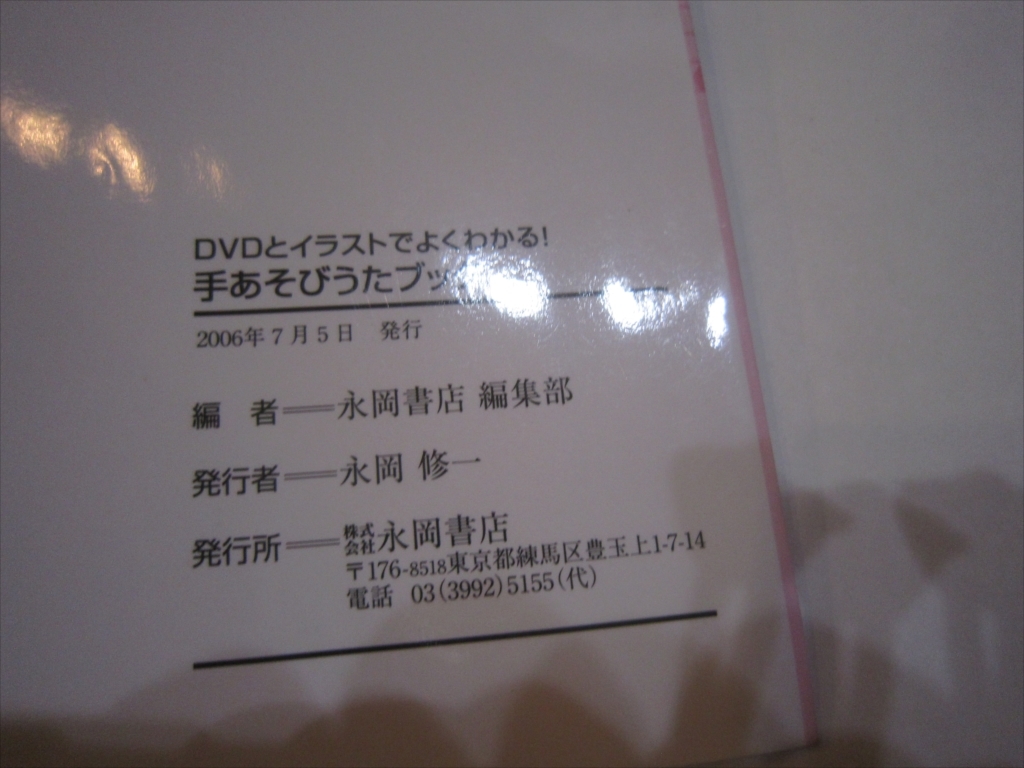 DVDとイラストでよくわかる!
手あそびうたブック
2006年7月5日 発行
編 者══永岡書店 編集部
発行者══永岡 修一
発行所══株式会社永岡書店
〒176-8518東京都練馬区豊玉上1-7-14
電話 03(3992)5155(代)